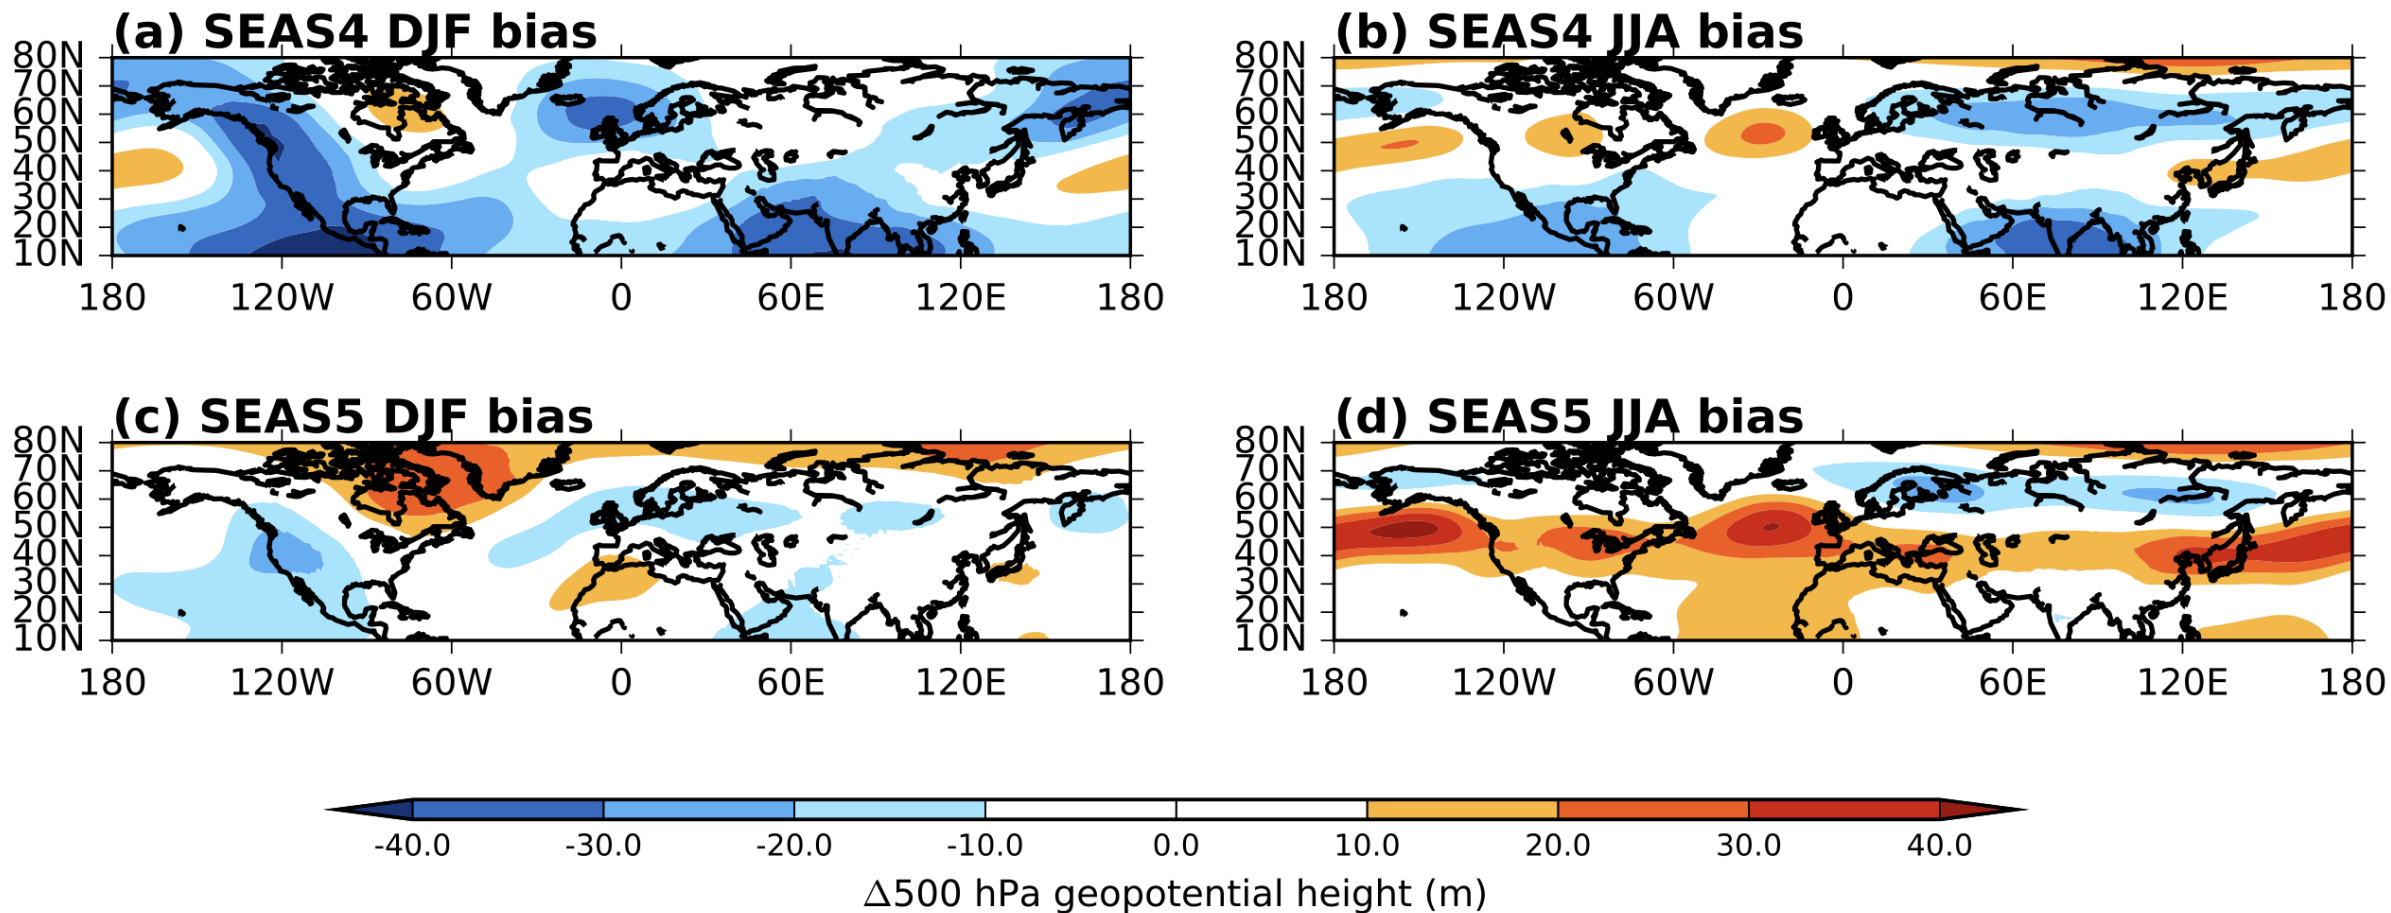 (a) SEAS4 DJF bias
80N
70N
60N
50N
40N
30N
20N
10N
180 120W 60W 0 60E 120E 180
(b) SEAS4 JJA bias
80N
70N
60N
50N
40N
30N
20N
10N
180 120W 60W 0 60E 120E 180
(c) SEAS5 DJF bias
80N
70N
60N
50N
40N
30N
20N
10N
180 120W 60W 0 60E 120E 180
(d) SEAS5 JJA bias
80N
70N
60N
50N
40N
30N
20N
10N
180 120W 60W 0 60E 120E 180
-40.0 -30.0 -20.0 -10.0 0.0 10.0 20.0 30.0 40.0
Δ500 hPa geopotential height (m)